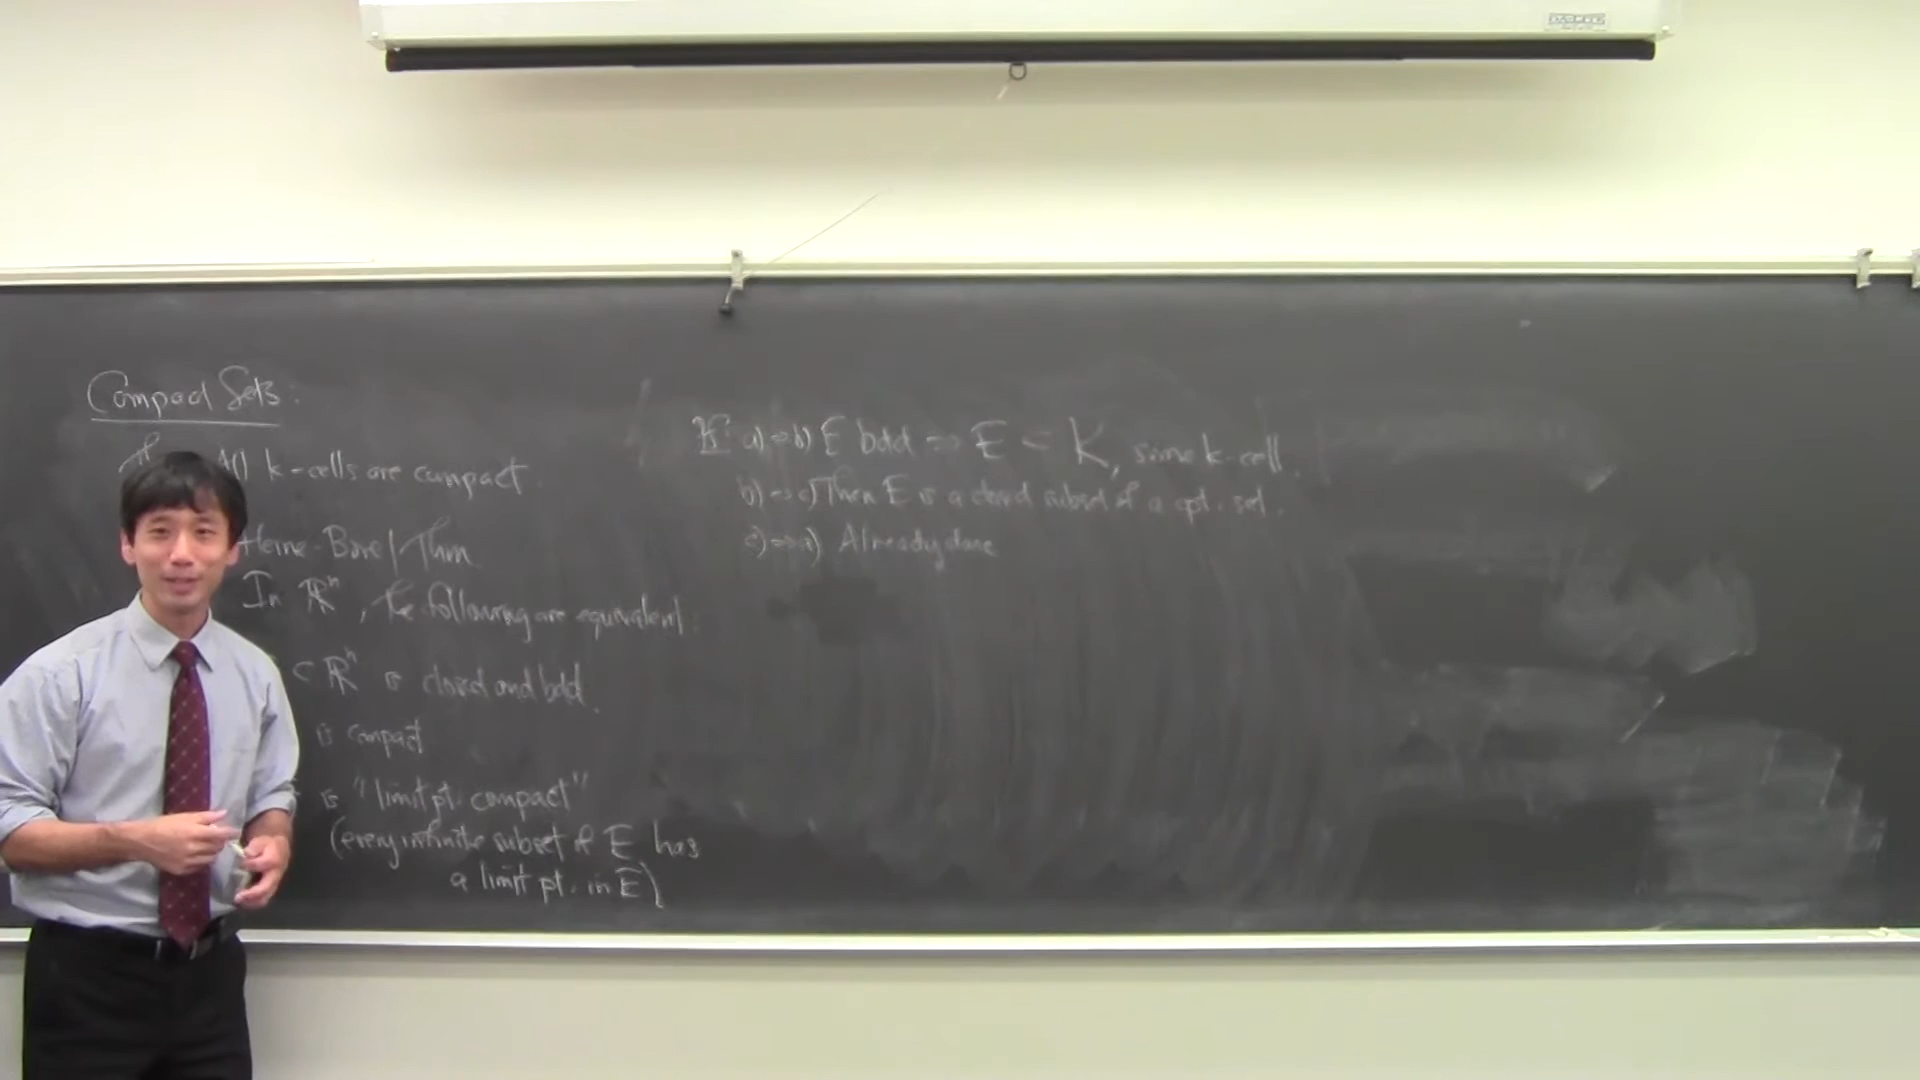 Compact Sets:
All k-cells are compact.
Heine-Borel Thm
In ℝⁿ, the following are equivalent:
⊂ ℝⁿ is closed and bdd.
is compact
is "limit pt. compact"
(every infinite subset of E has
a limit pt. in E)
Pf: a) ⇒ b) E bdd ⇒ E ⊂ K, some k-cell.
b) ⇒ c) Then E is a closed subset of a cpt. set.
c) ⇒ a) Already done